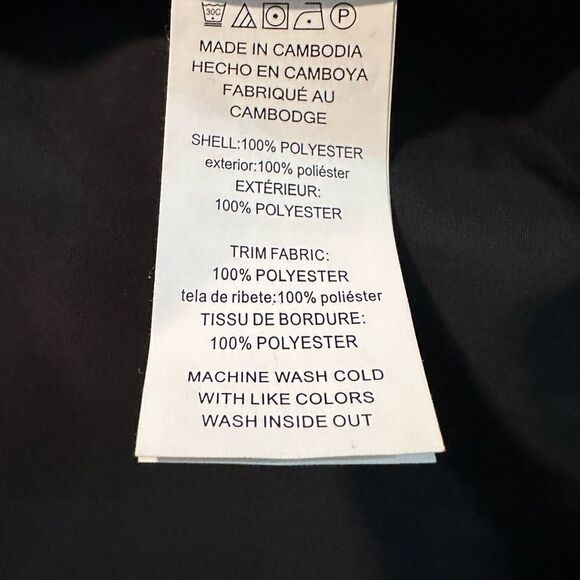 30C P
MADE IN CAMBODIA
HECHO EN CAMBOYA
FABRIQUÉ AU
CAMBODGE
SHELL:100% POLYESTER
exterior:100% poliéster
EXTÉRIEUR:
100% POLYESTER
TRIM FABRIC:
100% POLYESTER
tela de ribete:100% poliéster
TISSU DE BORDURE:
100% POLYESTER
MACHINE WASH COLD
WITH LIKE COLORS
WASH INSIDE OUT